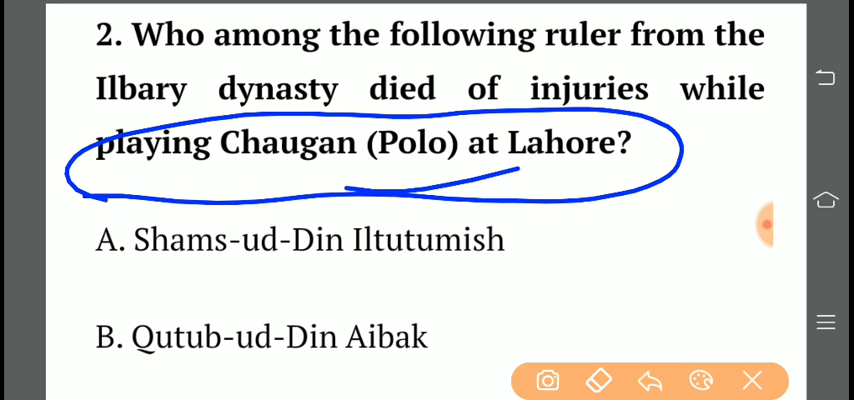 2. Who among the following ruler from the
Ilbary dynasty died of injuries while
playing Chaugan (Polo) at Lahore?
A. Shams-ud-Din Iltutumish
B. Qutub-ud-Din Aibak